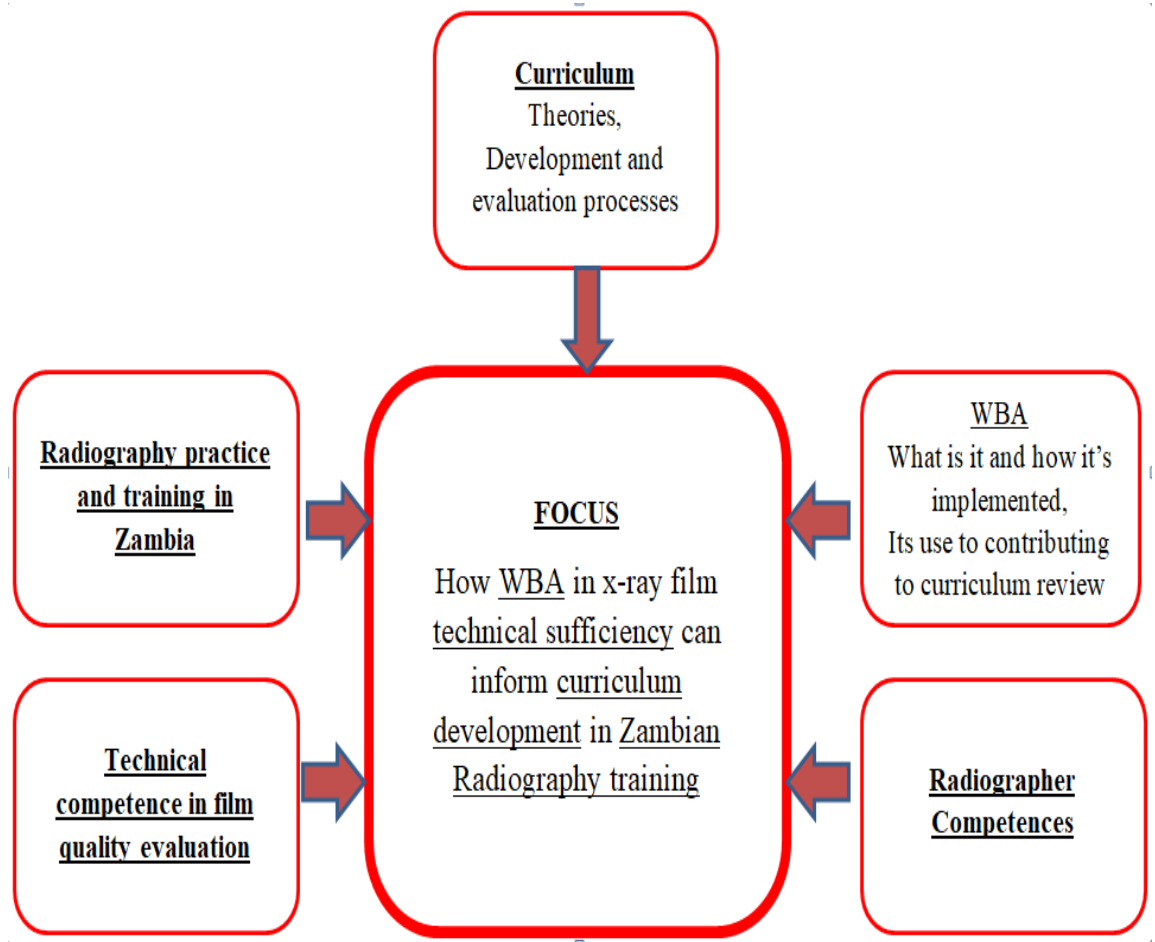 Curriculum
Theories,
Development and
evaluation processes
Radiography practice
and training in
Zambia
FOCUS
How WBA in x-ray film
technical sufficiency can
inform curriculum
development in Zambian
Radiography training
WBA
What is it and how it’s
implemented,
Its use to contributing
to curriculum review
Technical
competence in film
quality evaluation
Radiographer
Competences